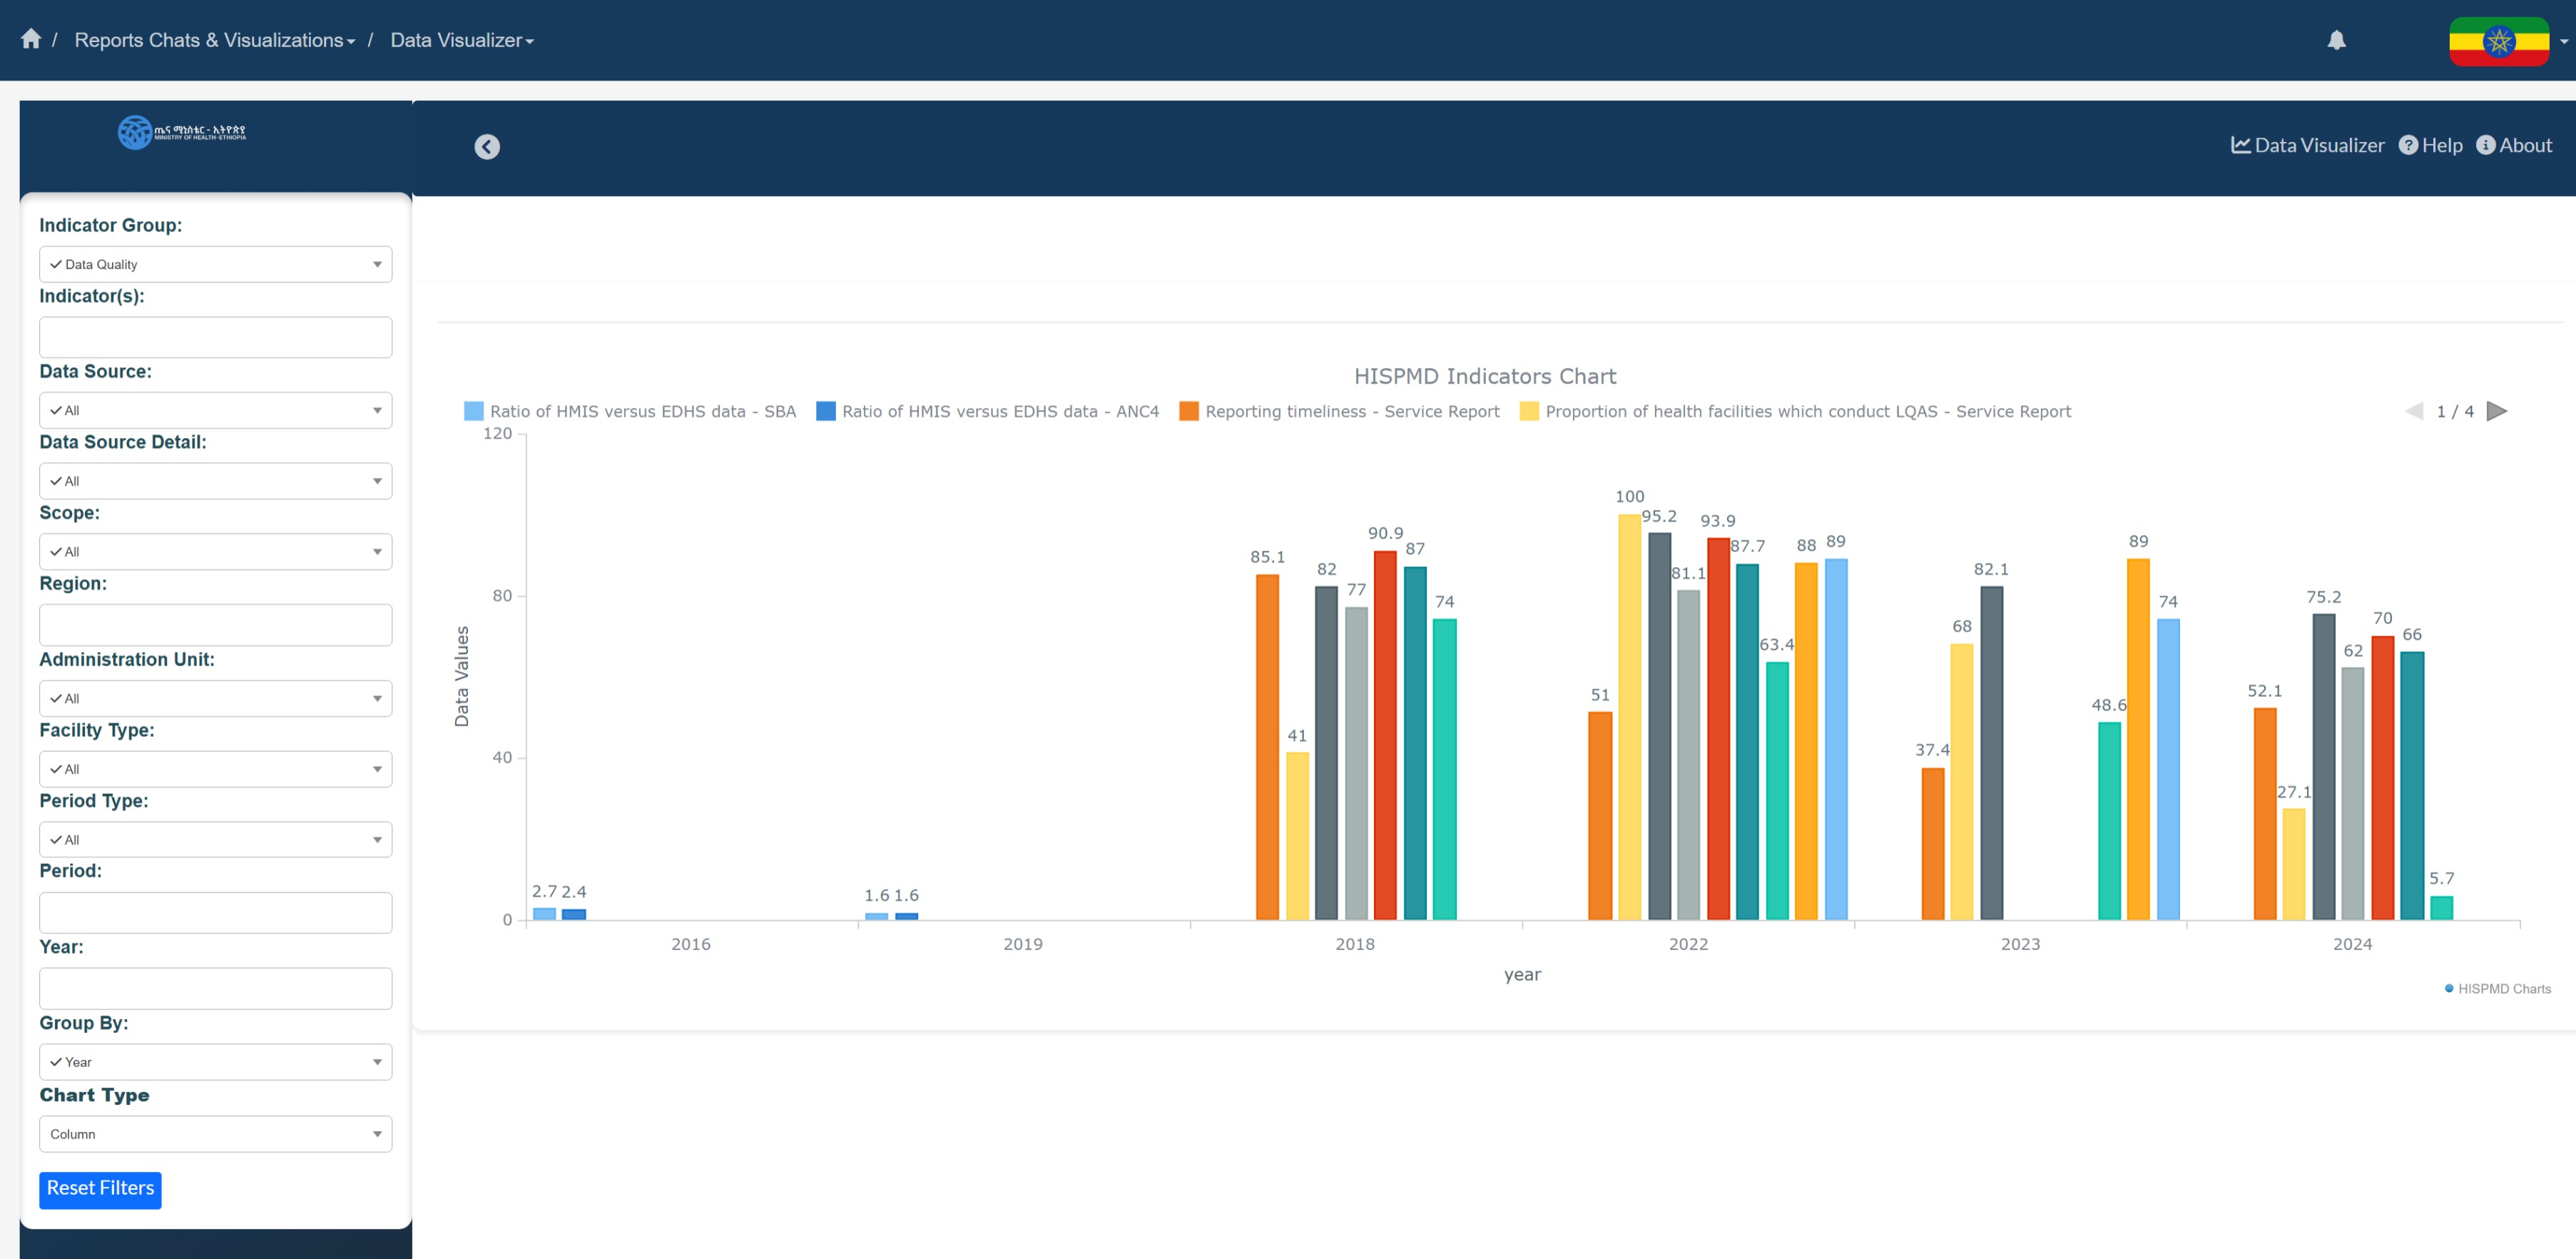 / Reports Chats & Visualizations / Data Visualizer
ጤና ሚኒስቴር - ኢትዮጵያ
MINISTRY OF HEALTH-ETHIOPIA
Data Visualizer Help About
Indicator Group:
Data Quality
Indicator(s):
Data Source:
All
Data Source Detail:
All
Scope:
All
Region:
Administration Unit:
All
Facility Type:
All
Period Type:
All
Period:
Year:
Group By:
Year
Chart Type
Column
Reset Filters
HISPMD Indicators Chart
Ratio of HMIS versus EDHS data - SBA Ratio of HMIS versus EDHS data - ANC4 Reporting timeliness - Service Report Proportion of health facilities which conduct LQAS - Service Report 1 / 4
120
80
40
0
Data Values
2.7 2.4
1.6 1.6
85.1 41 82 77 90.9 87 74
51 100 95.2 81.1 93.9 87.7 63.4 88 89
37.4 68 82.1 48.6 89 74
52.1 27.1 75.2 62 70 66 5.7
2016 2019 2018 2022 2023 2024
year
HISPMD Charts